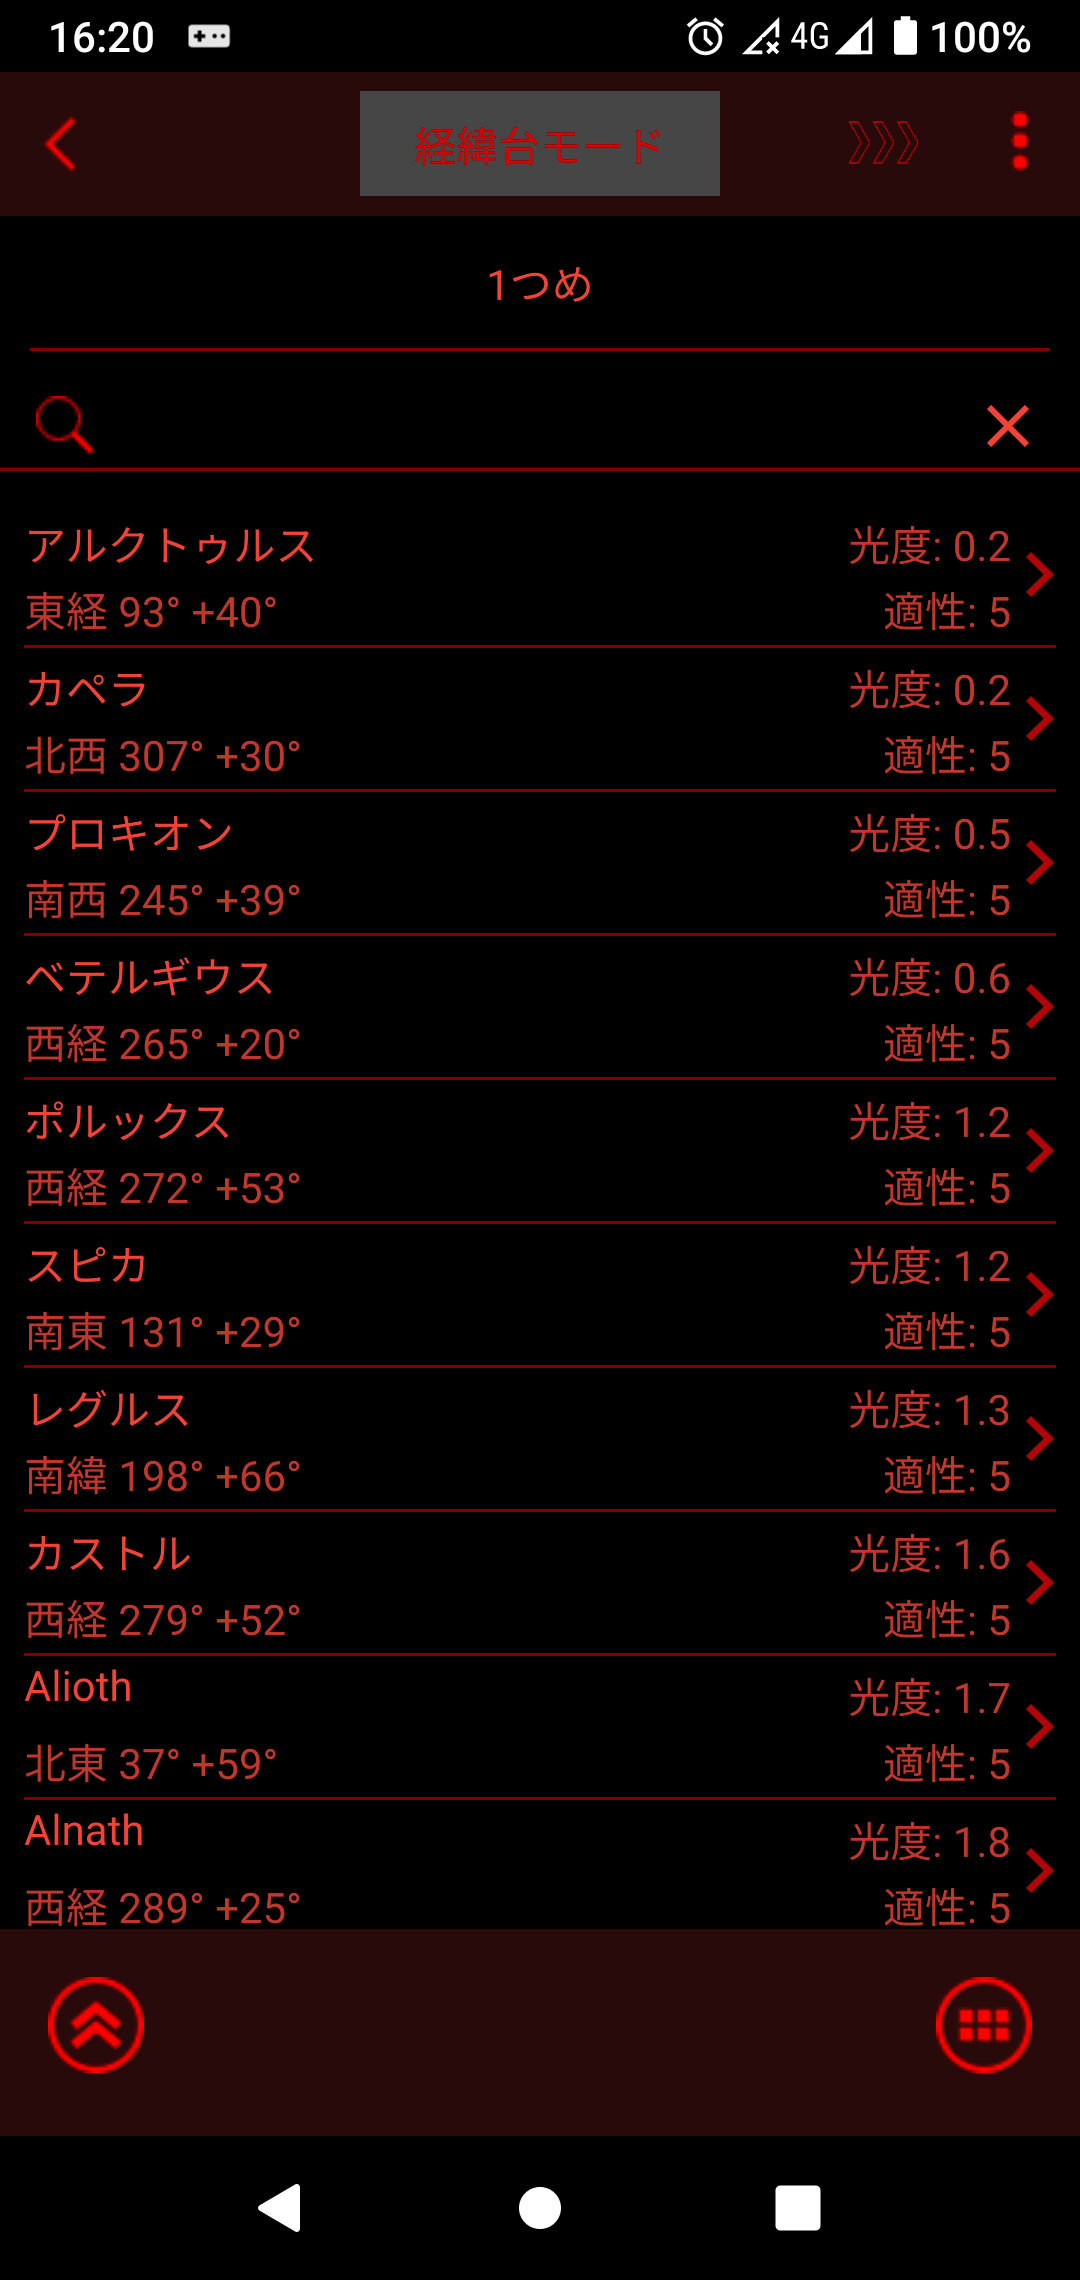 16:20 4G 100%
経緯台モード
1つめ
アルクトゥルス 光度: 0.2
東経 93° +40° 適性: 5
カペラ 光度: 0.2
北西 307° +30° 適性: 5
プロキオン 光度: 0.5
南西 245° +39° 適性: 5
ベテルギウス 光度: 0.6
西経 265° +20° 適性: 5
ポルックス 光度: 1.2
西経 272° +53° 適性: 5
スピカ 光度: 1.2
南東 131° +29° 適性: 5
レグルス 光度: 1.3
南緯 198° +66° 適性: 5
カストル 光度: 1.6
西経 279° +52° 適性: 5
Alioth 光度: 1.7
北東 37° +59° 適性: 5
Alnath 光度: 1.8
西経 289° +25° 適性: 5